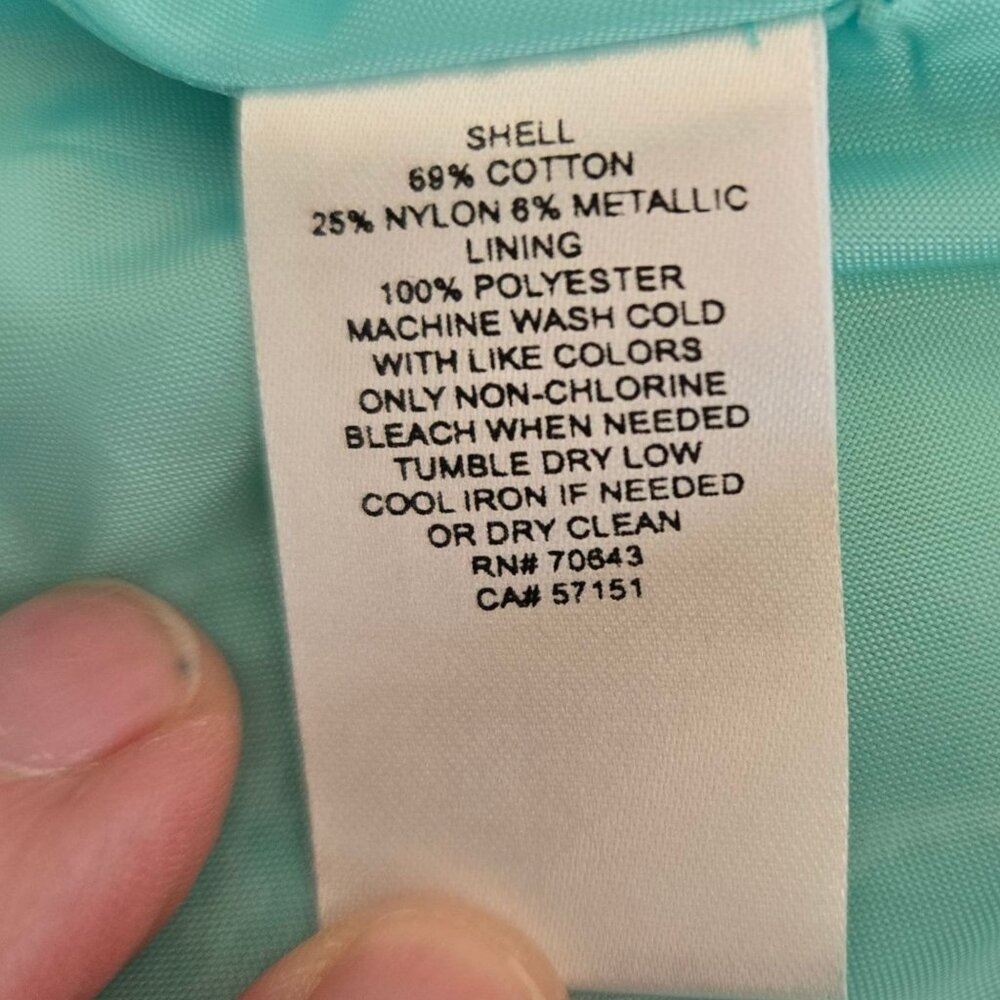 SHELL
69% COTTON
25% NYLON 6% METALLIC
LINING
100% POLYESTER
MACHINE WASH COLD
WITH LIKE COLORS
ONLY NON-CHLORINE
BLEACH WHEN NEEDED
TUMBLE DRY LOW
COOL IRON IF NEEDED
OR DRY CLEAN
RN# 70643
CA# 57151